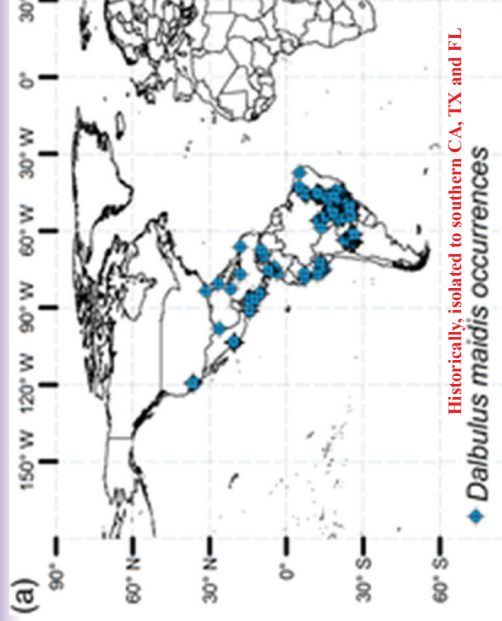 (a)
90°
60° N
30° N
0°
30° S
60° S
150° W
120° W
90° W
60° W
30° W
0°
30°
Historically, isolated to southern CA, TX and FL
Dalbulus maidis occurrences